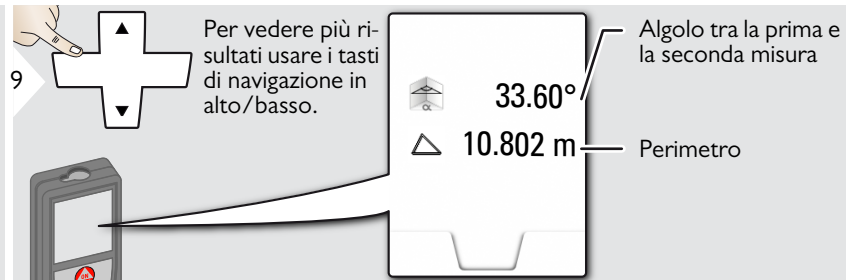 9
Per vedere più ri-
sultati usare i tasti
di navigazione in
alto/basso.
33.60°
α
10.802 m
Algolo tra la prima e
la seconda misura
Perimetro
ON